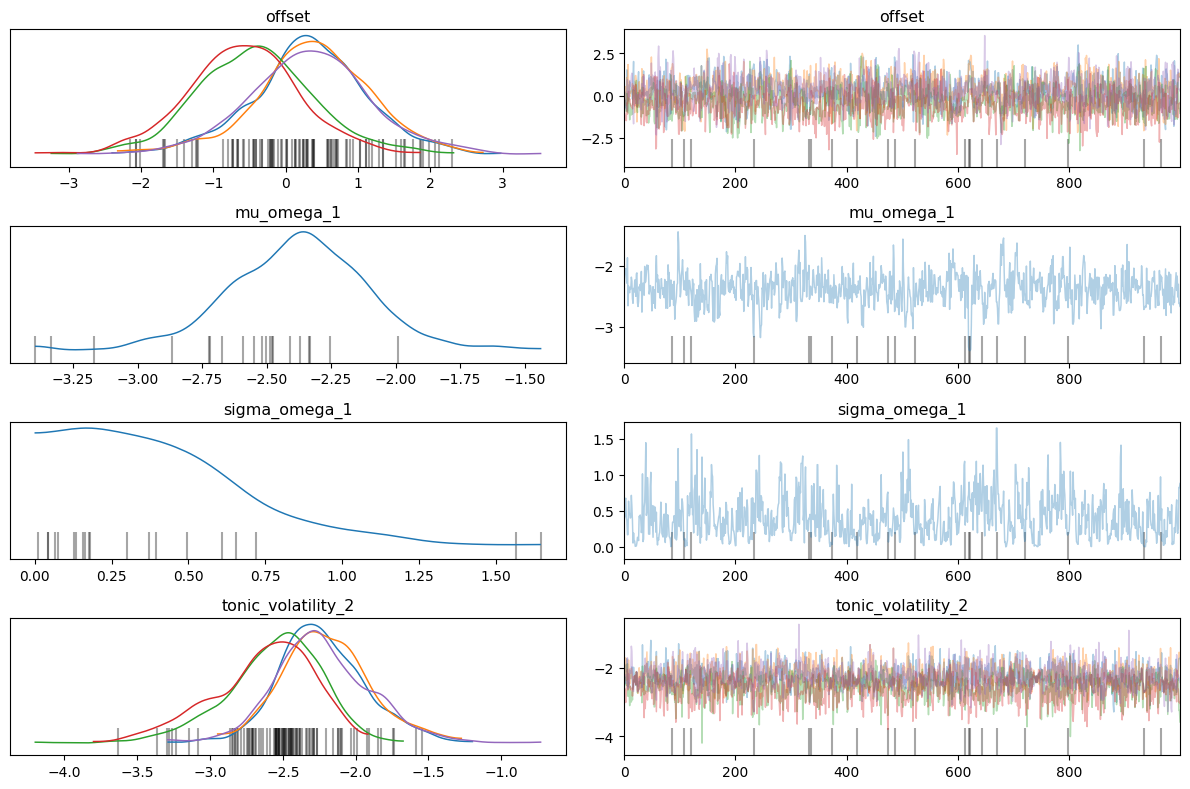 offset offset
2.5
0.0
−2.5
−3 −2 −1 0 1 2 3 0 200 400 600 800
mu_omega_1 mu_omega_1
−2
−3
−3.25 −3.00 −2.75 −2.50 −2.25 −2.00 −1.75 −1.50 0 200 400 600 800
sigma_omega_1 sigma_omega_1
1.5
1.0
0.5
0.0
0.00 0.25 0.50 0.75 1.00 1.25 1.50 0 200 400 600 800
tonic_volatility_2 tonic_volatility_2
−2
−4
−4.0 −3.5 −3.0 −2.5 −2.0 −1.5 −1.0 0 200 400 600 800